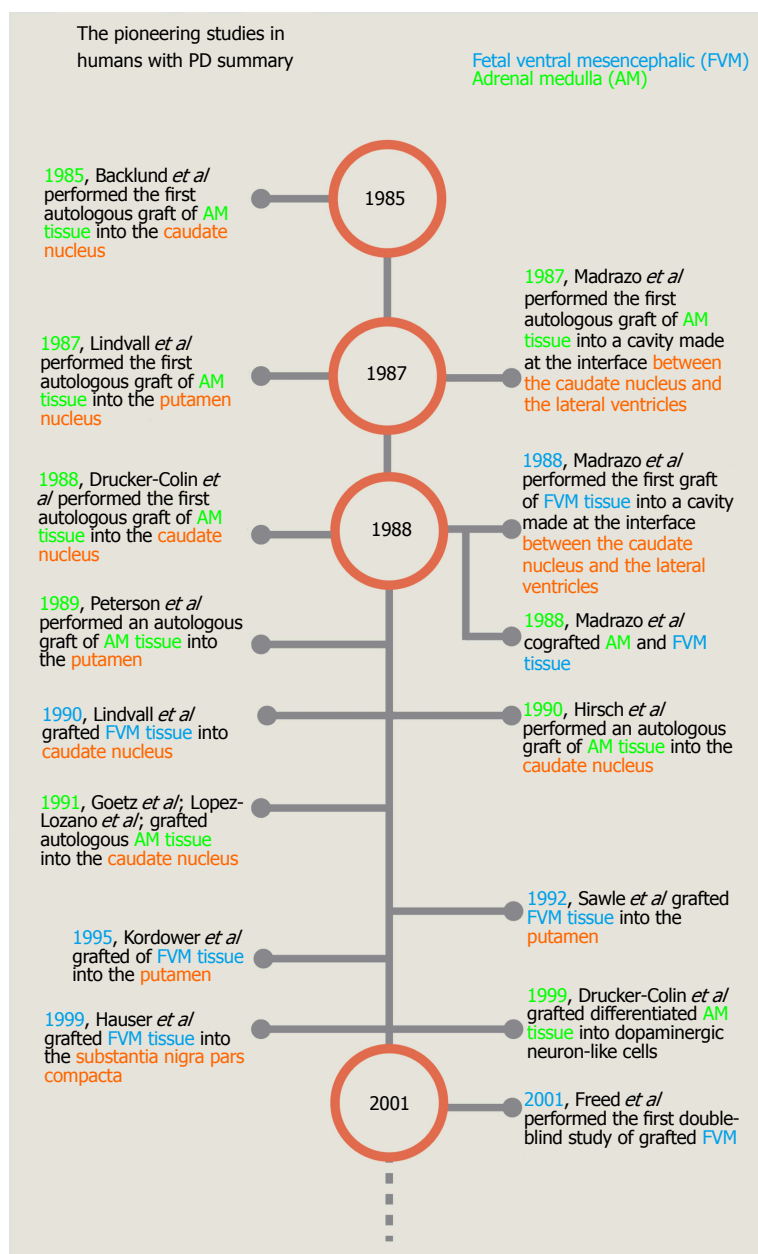 The pioneering studies in
humans with PD summary
Fetal ventral mesencephalic (FVM)
Adrenal medulla (AM)
1985
1985, Backlund et al
performed the first
autologous graft of AM
tissue into the caudate
nucleus
1987
1987, Lindvall et al
performed the first
autologous graft of AM
tissue into the putamen
nucleus
1987, Madrazo et al
performed the first
autologous graft of AM
tissue into a cavity made
at the interface between
the caudate nucleus and
the lateral ventricles
1988
1988, Drucker-Colin et
al performed the first
autologous graft of AM
tissue into the caudate
nucleus
1988, Madrazo et al
performed the first graft
of FVM tissue into a cavity
made at the interface
between the caudate
nucleus and the lateral
ventricles
1989, Peterson et al
performed an autologous
graft of AM tissue into
the putamen
1988, Madrazo et al
cografted AM and FVM
tissue
1990, Lindvall et al
grafted FVM tissue into
caudate nucleus
1990, Hirsch et al
performed an autologous
graft of AM tissue into the
caudate nucleus
1991, Goetz et al; Lopez-
Lozano et al; grafted
autologous AM tissue
into the caudate nucleus
1992, Sawle et al grafted
FVM tissue into the
putamen
1995, Kordower et al
grafted of FVM tissue
into the putamen
1999, Hauser et al
grafted FVM tissue into
the substantia nigra pars
compacta
1999, Drucker-Colin et al
grafted differentiated AM
tissue into dopaminergic
neuron-like cells
2001
2001, Freed et al
performed the first double-
blind study of grafted FVM